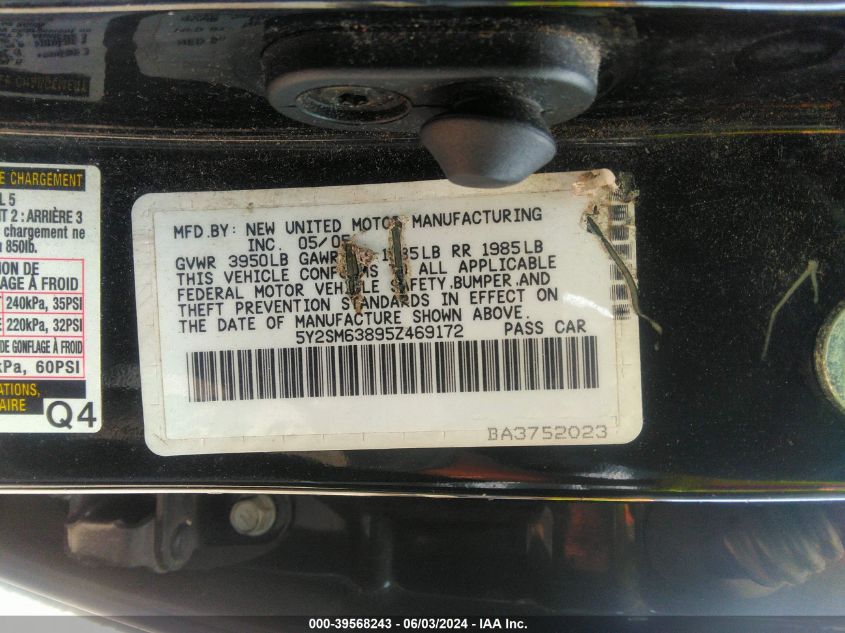 E CHARGEMENT
L 5
T 2 : ARRIÈRE 3
chargement ne
850lb.
ION DE
LAGE À FROID
240kPa, 35PSI
220kPa, 32PSI
DE GONFLAGE À FROID
kPa, 60PSI
ATIONS,
AIRE
Q4
MFD.BY: NEW UNITED MOTOR MANUFACTURING
INC. 05/05
GVWR 3950LB GAWR 1985LB RR 1985LB
THIS VEHICLE CONFORMS ALL APPLICABLE
FEDERAL MOTOR VEHICLE SAFETY,BUMPER,AND
THEFT PREVENTION STANDARDS IN EFFECT ON
THE DATE OF MANUFACTURE SHOWN ABOVE.
5Y2SM63895Z469172 PASS CAR
BA3752023
000-39568243 - 06/03/2024 - IAA Inc.